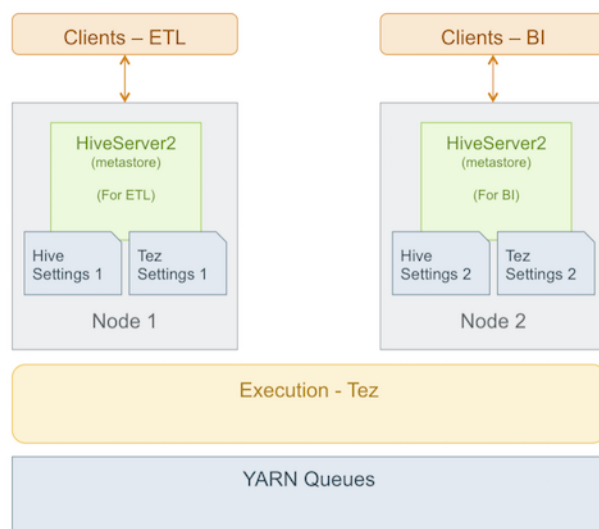 Clients – ETL
Clients – BI
HiveServer2
(metastore)
(For ETL)
Hive
Settings 1
Tez
Settings 1
Node 1
HiveServer2
(metastore)
(For BI)
Hive
Settings 2
Tez
Settings 2
Node 2
Execution - Tez
YARN Queues